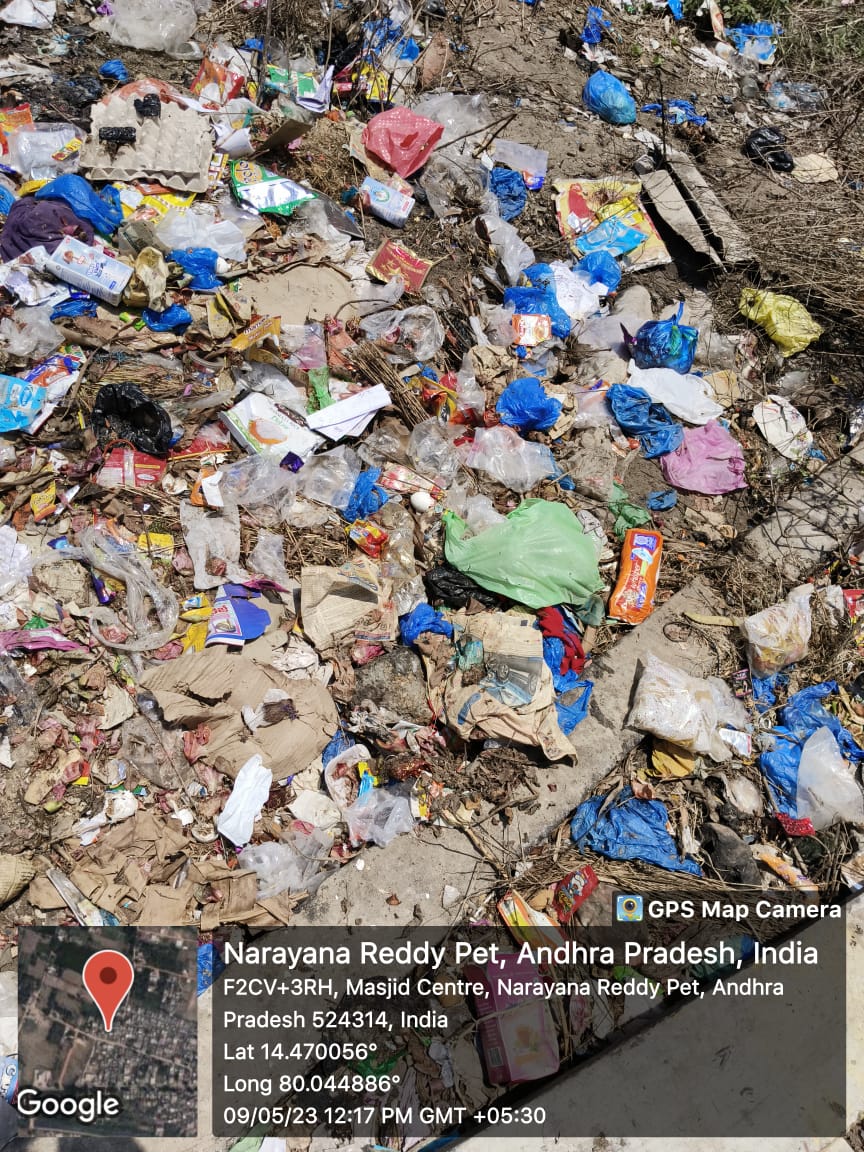 GPS Map Camera
Narayana Reddy Pet, Andhra Pradesh, India
F2CV+3RH, Masjid Centre, Narayana Reddy Pet, Andhra
Pradesh 524314, India
Lat 14.470056°
Long 80.044886°
09/05/23 12:17 PM GMT +05:30
Google